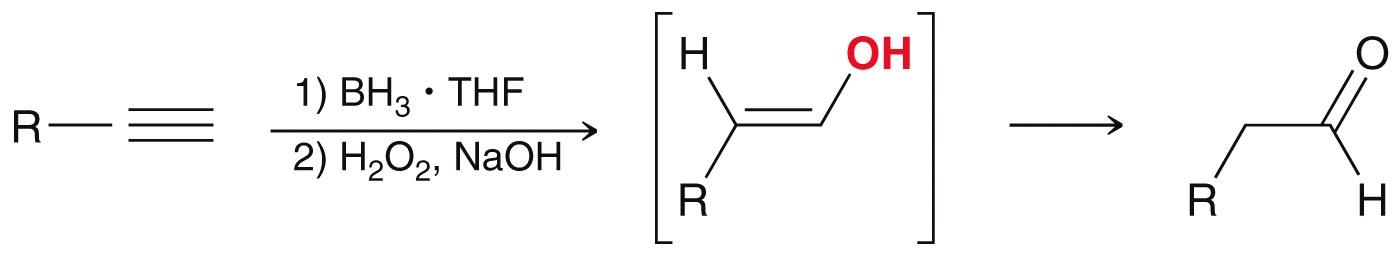 R
1) BH₃ · THF
2) H₂O₂, NaOH
H
OH
R
O
R
H